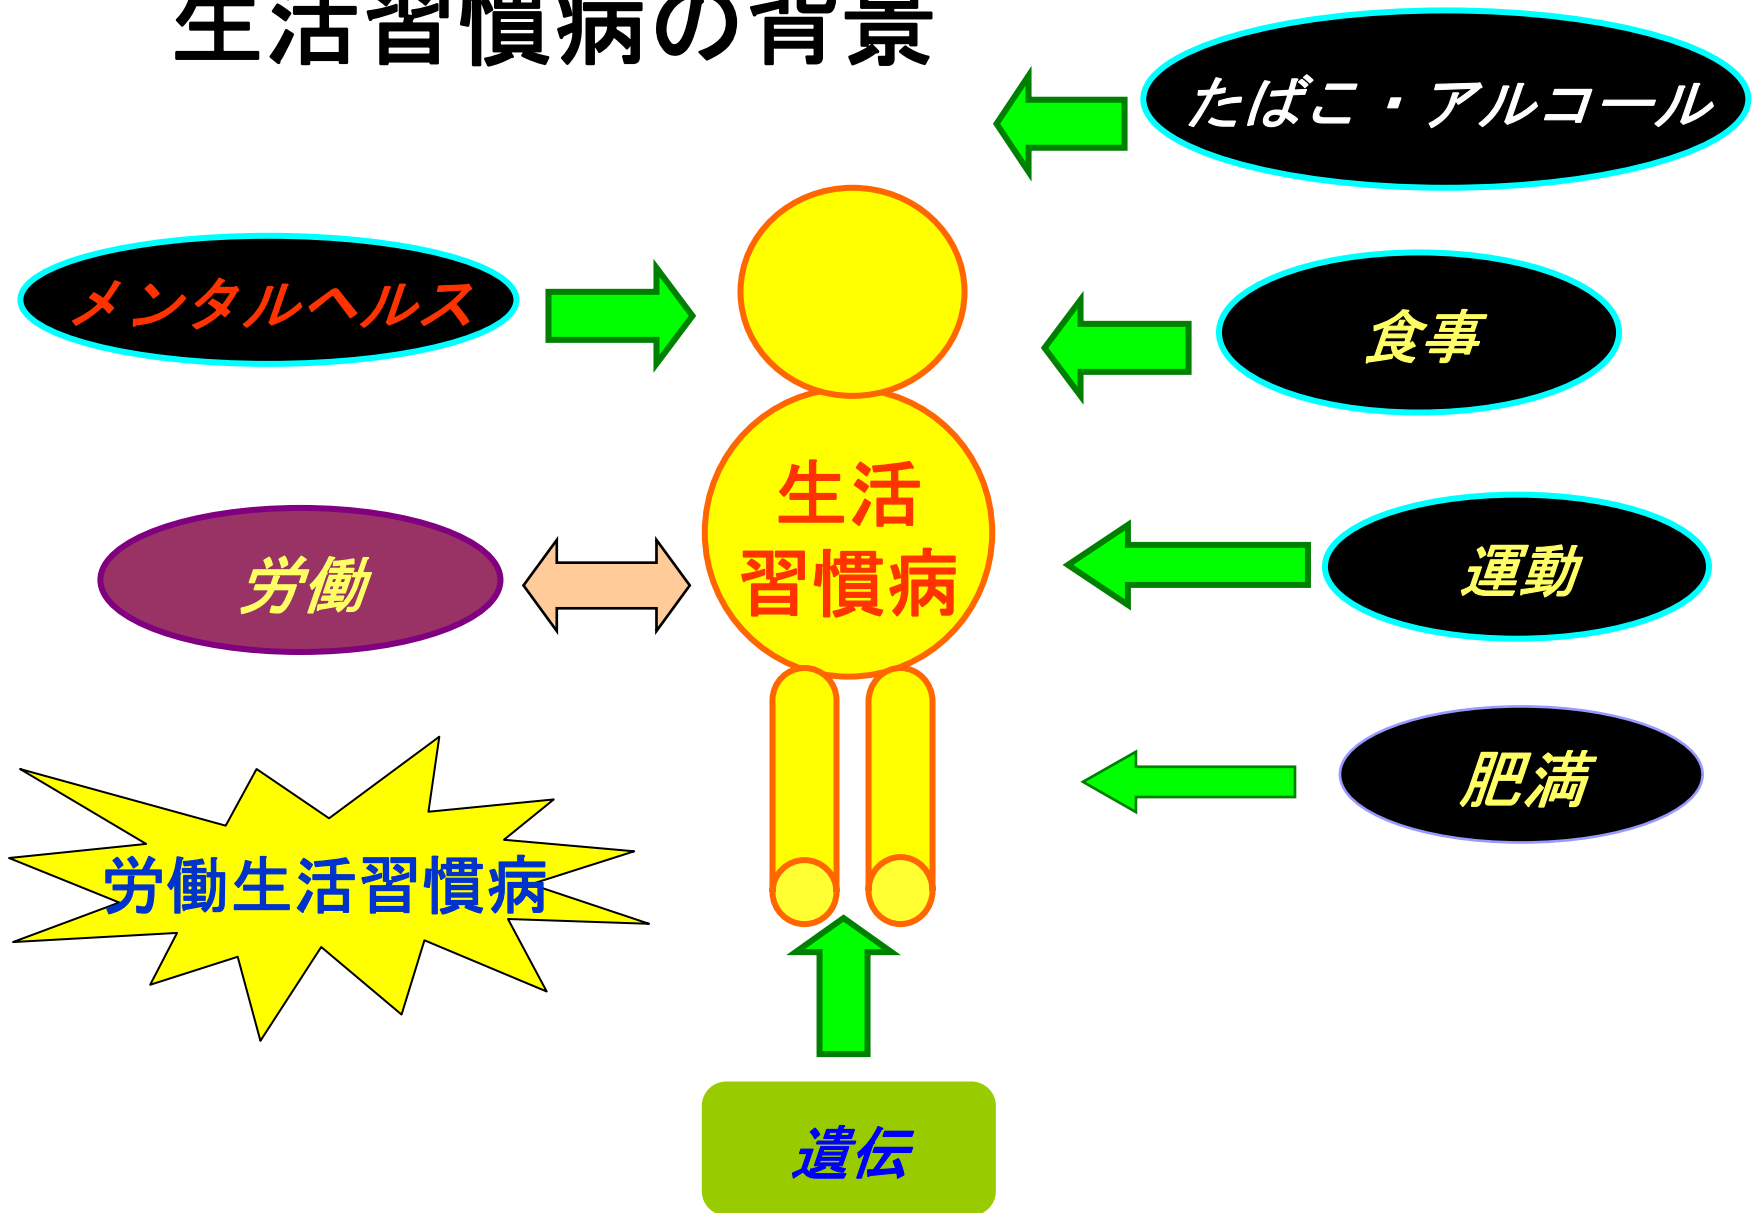 生活習慣病の背景
たばこ・アルコール
メンタルヘルス
食事
生活
習慣病
労働
運動
肥満
労働生活習慣病
遺伝